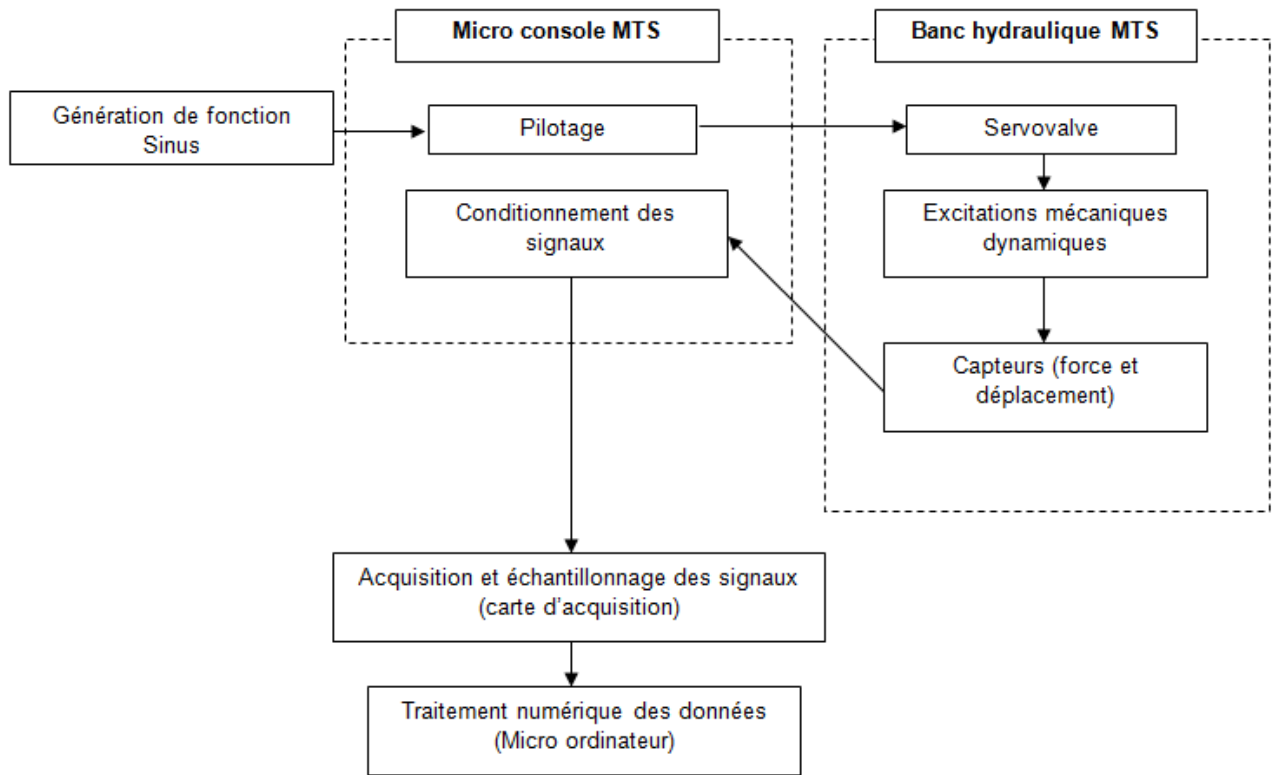 Micro console MTS
Banc hydraulique MTS
Génération de fonction
Sinus
Pilotage
Servovalve
Conditionnement des
signaux
Excitations mécaniques
dynamiques
Capteurs (force et
déplacement)
Acquisition et échantillonnage des signaux
(carte d'acquisition)
Traitement numérique des données
(Micro ordinateur)